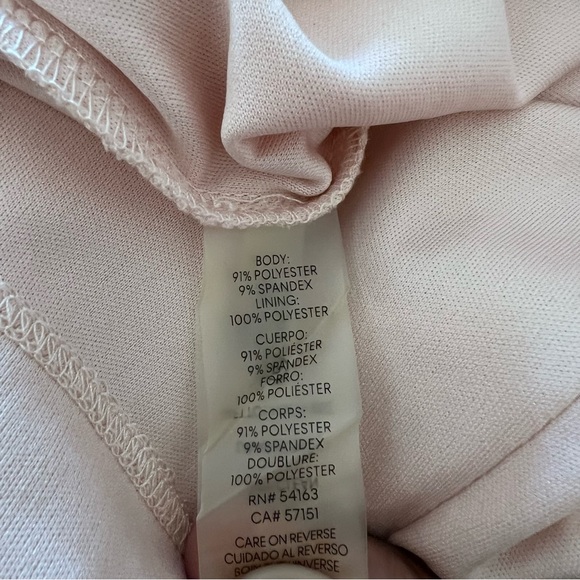 BODY:
91% POLYESTER
9% SPANDEX
LINING:
100% POLYESTER
CUERPO:
91% POLIÉSTER
9% SPANDEX
FORRO:
100% POLIÉSTER
CORPS:
91% POLYESTER
9% SPANDEX
DOUBLURE:
100% POLYESTER
RN# 54163
CA# 57151
CARE ON REVERSE
CUIDADO AL REVERSO
INVERSE